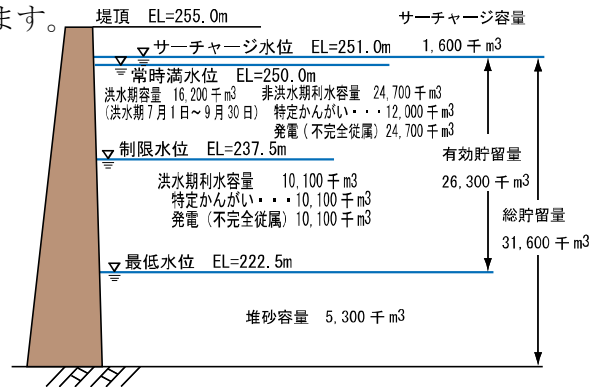 ます。
堤頂 EL=255.0m
サーチャージ容量
サーチャージ水位 EL=251.0m
1,600 千m3
常時満水位 EL=250.0m
洪水期容量 16,200千m3
(洪水期7月1日～9月30日)
非洪水期利水容量 24,700千m3
特定かんがい・・・12,000千m3
発電(不完全従属)24,700千m3
制限水位 EL=237.5m
有効貯留量
26,300千m3
洪水期利水容量 10,100千m3
特定かんがい・・・10,100千m3
発電(不完全従属)10,100千m3
総貯留量
31,600千m3
最低水位 EL=222.5m
堆砂容量 5,300千m3